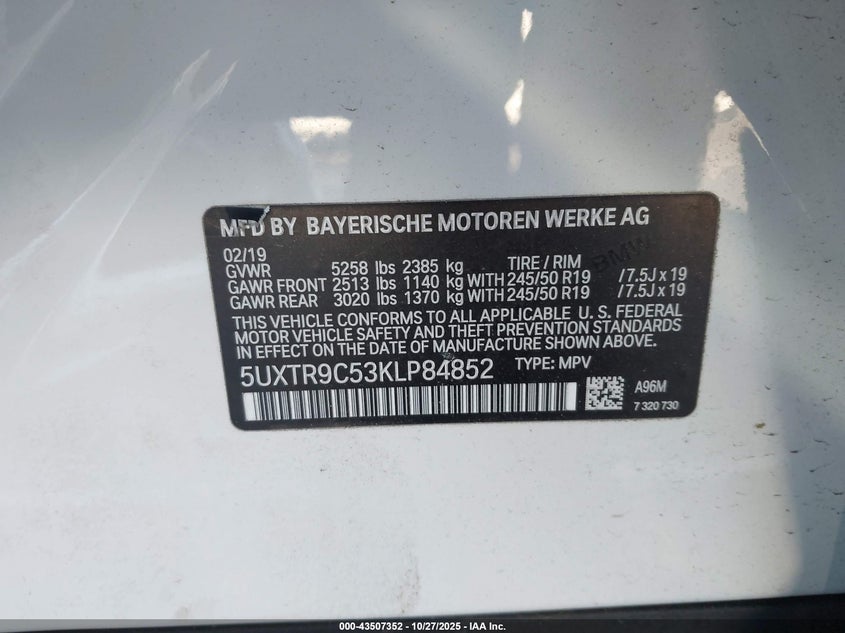 MFD BY BAYERISCHE MOTOREN WERKE AG
02/19
GVWR 5258 lbs 2385 kg TIRE / RIM
GAWR FRONT 2513 lbs 1140 kg WITH 245/50 R19 /7.5J x 19
GAWR REAR 3020 lbs 1370 kg WITH 245/50 R19 /7.5J x 19
THIS VEHICLE CONFORMS TO ALL APPLICABLE U. S. FEDERAL
MOTOR VEHICLE SAFETY AND THEFT PREVENTION STANDARDS
IN EFFECT ON THE DATE OF MANUFACTURE SHOWN ABOVE.
5UXTR9C53KLP84852 TYPE: MPV
A96M
7 320 730
BMW
000-43507352 | 10/27/2025 - IAA Inc.